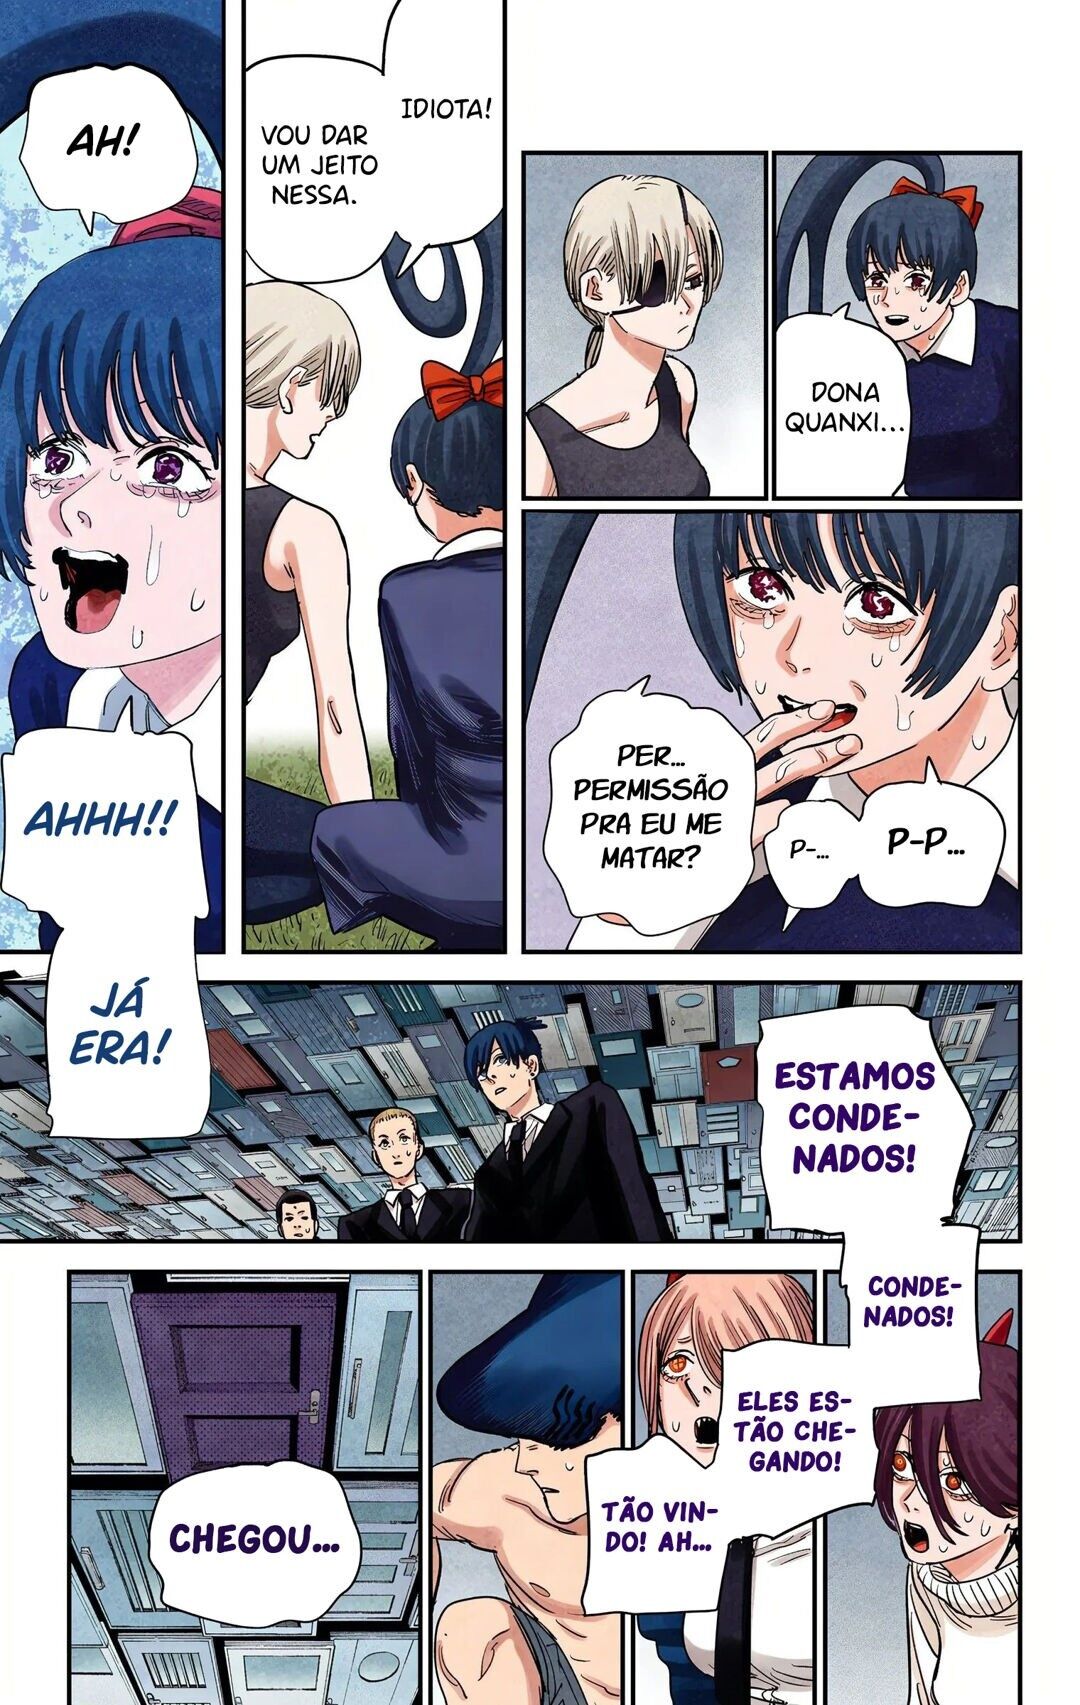 DONA
QUANXI...
P-P...
P-...
PER...
PERMISSÃO
PRA EU ME
MATAR?
IDIOTA!
VOU DAR
UM JEITO
NESSA.
AH!
AHHH!!
JÁ
ERA!
ESTAMOS
CONDE-
NADOS!
CONDE-
NADOS!
ELES ES-
TÃO CHE-
GANDO!
TÃO VIN-
DO! AH...
CHEGOU...